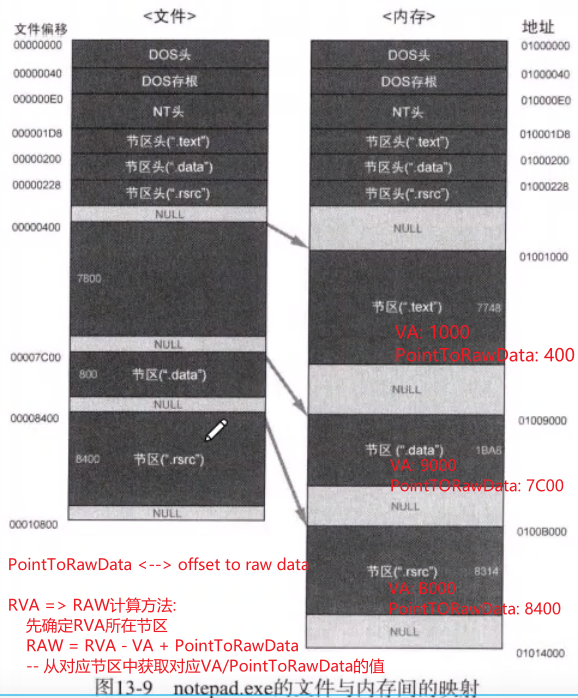 <文件>
<内存>
文件偏移
地址
00000000
DOS头
DOS头
01000000
00000040
DOS存根
DOS存根
01000040
000000E0
NT头
NT头
010000E0
000001D8
节区头(".text")
节区头(".text")
010001D8
00000200
节区头(".data")
节区头(".data")
01000200
00000228
节区头(".rsrc")
节区头(".rsrc")
01000228
NULL
NULL
00000400
01001000
7800
节区(".text")
7748
VA: 1000
PointToRawData: 400
NULL
00007C00
800
节区(".data")
NULL
NULL
00008400
01009000
8400
节区(".rsrc")
节区(".data")
1BA8
VA: 9000
PointTORawData: 7C00
NULL
NULL
00010800
0100B000
PointToRawData <--> offset to raw data
节区(".rsrc")
8314
VA: B000
PointToRawData: 8400
RVA => RAW计算方法:
先确定RVA所在节区
RAW = RVA - VA + PointToRawData
-- 从对应节区中获取对应VA/PointToRawData的值
NULL
01014000
图13-9 notepad.exe的文件与内存间的映射